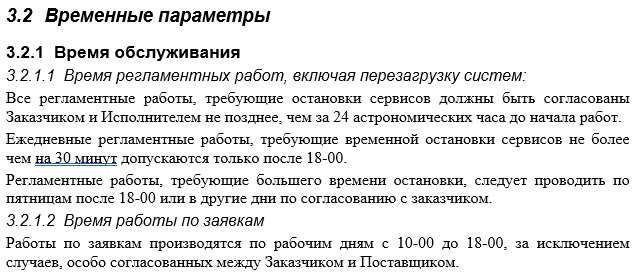 3.2 Временные параметры
3.2.1 Время обслуживания
3.2.1.1 Время регламентных работ, включая перезагрузку систем:
Все регламентные работы, требующие остановки сервисов должны быть согласованы
Заказчиком и Исполнителем не позднее, чем за 24 астрономических часа до начала работ.
Ежедневные регламентные работы, требующие временной остановки сервисов не более
чем на 30 минут допускаются только после 18-00.
Регламентные работы, требующие большего времени остановки, следует проводить по
пятницам после 18-00 или в другие дни по согласованию с заказчиком.
3.2.1.2 Время работы по заявкам
Работы по заявкам производятся по рабочим дням с 10-00 до 18-00, за исключением
случаев, особо согласованных между Заказчиком и Поставщиком.